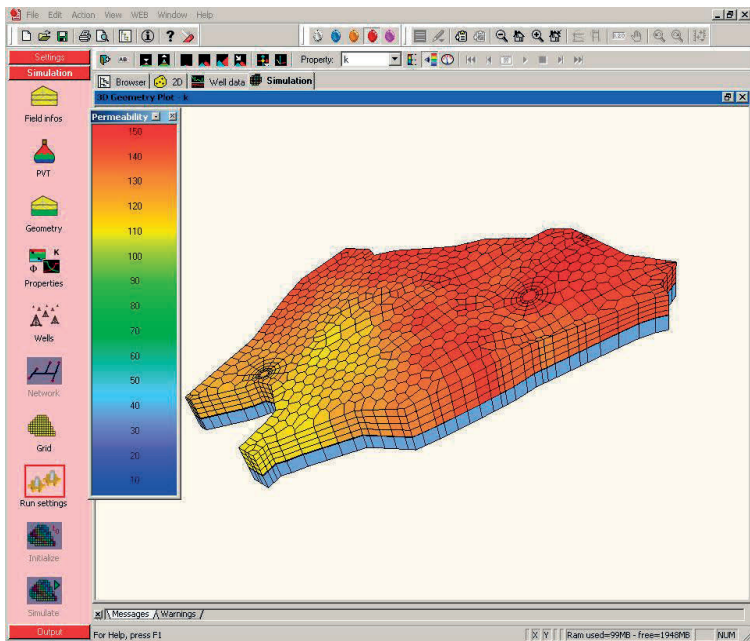 File Edit Action View WEB Window Help
Settings
Simulation
Property: k
Browser 2D Well data Simulation
3D Geometry Plot - k
Permeability
150
140
130
120
110
100
90
80
70
60
50
40
30
20
10
Field infos
PVT
Geometry
Properties
Wells
Network
Grid
Run settings
Initialize
Simulate
Output
Messages Warnings
For Help, press F1
X Y Ram used=99MB - free=1948MB NUM